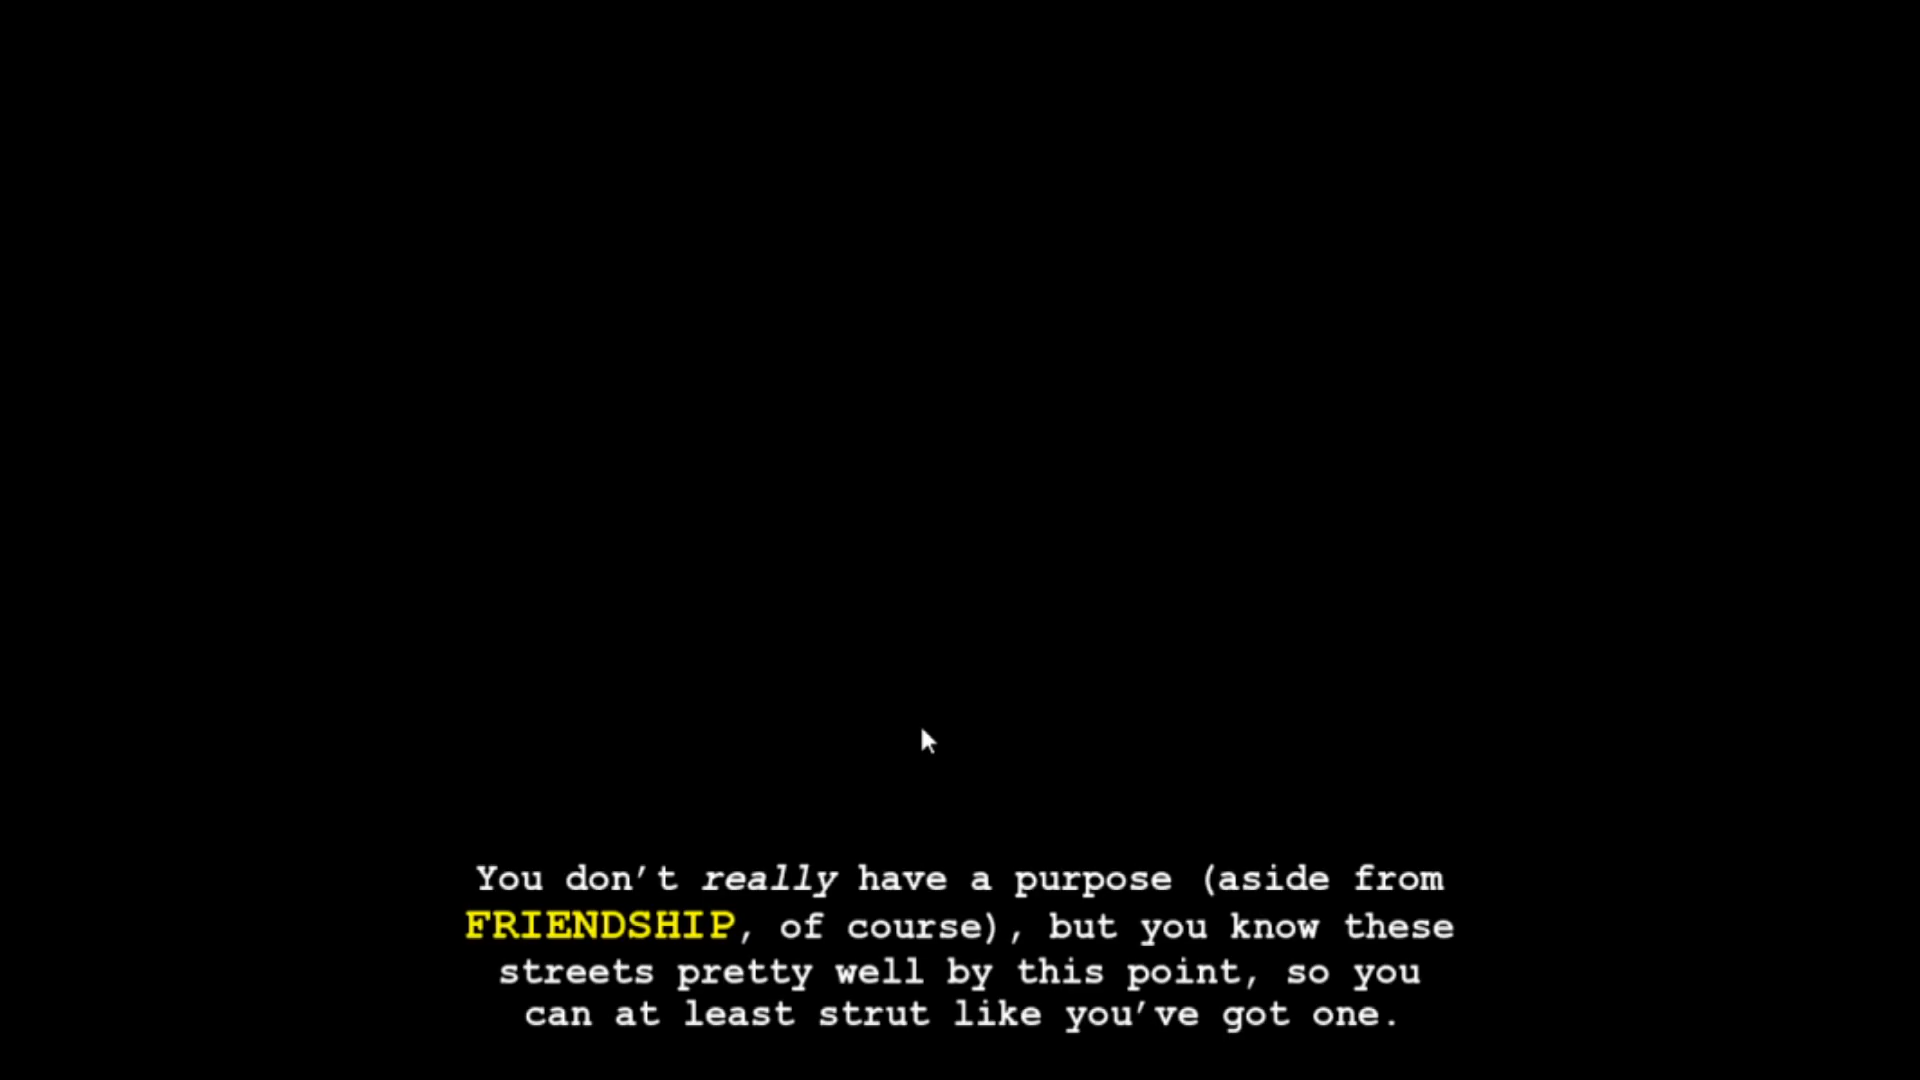 You don’t really have a purpose (aside from
FRIENDSHIP, of course), but you know these
streets pretty well by this point, so you
can at least strut like you’ve got one.